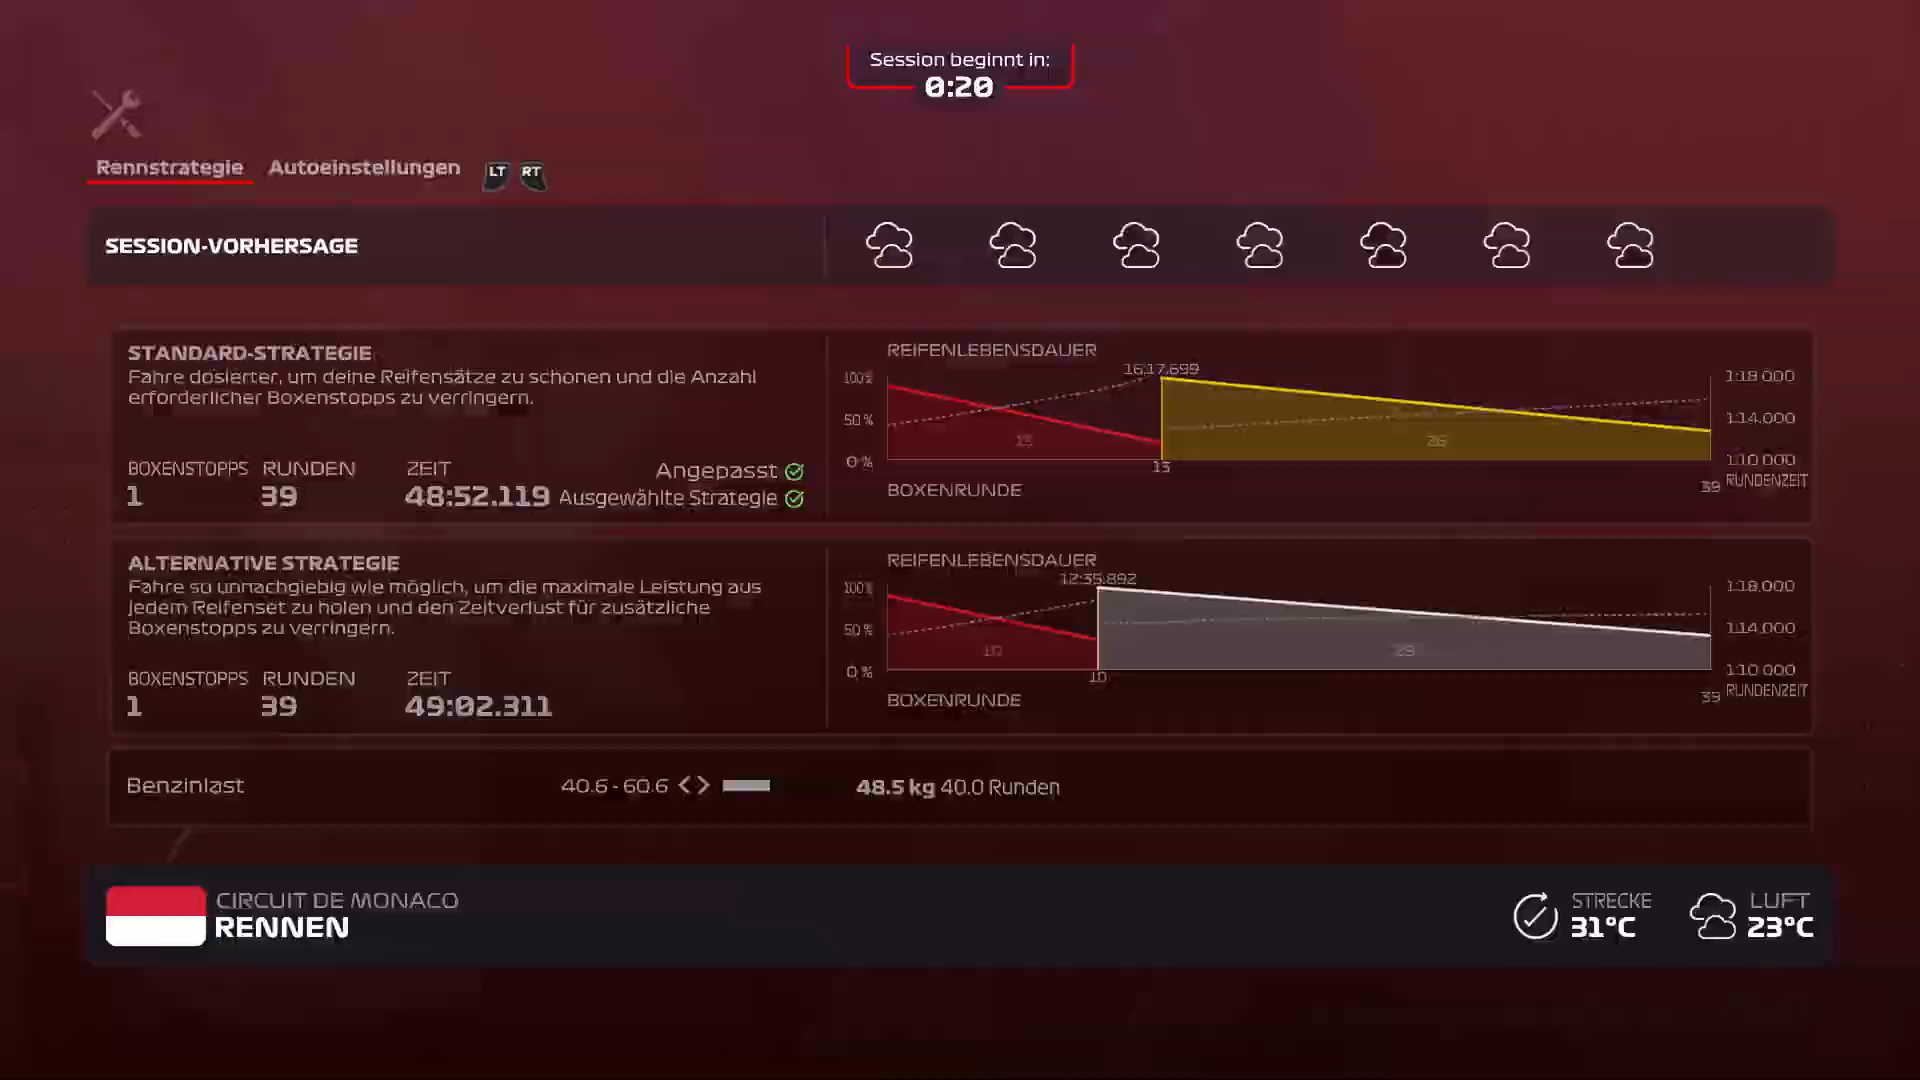 Session beginnt in:
0:20
Rennstrategie Autoeinstellungen LT RT
SESSION-VORHERSAGE
STANDARD-STRATEGIE
Fahre dosierter, um deine Reifensätze zu schonen und die Anzahl
erforderlicher Boxenstopps zu verringern.
BOXENSTOPPS RUNDEN ZEIT
1 39 48:52.119
Angepasst
Ausgewählte Strategie
REIFENLEBENSDAUER
16:17.699
100%
50 %
0 %
13
26
13
39
BOXENRUNDE
1:18.000
1:14.000
1:10.000
RUNDENZEIT
ALTERNATIVE STRATEGIE
Fahre so unnachgiebig wie möglich, um die maximale Leistung aus
jedem Reifenset zu holen und den Zeitverlust für zusätzliche
Boxenstopps zu verringern.
BOXENSTOPPS RUNDEN ZEIT
1 39 49:02.311
REIFENLEBENSDAUER
12:35.892
100%
50 %
0 %
10
29
10
39
BOXENRUNDE
1:18.000
1:14.000
1:10.000
RUNDENZEIT
Benzinlast 40.6 - 60.6 48.5 kg 40.0 Runden
CIRCUIT DE MONACO
RENNEN
STRECKE
31°C
LUFT
23°C